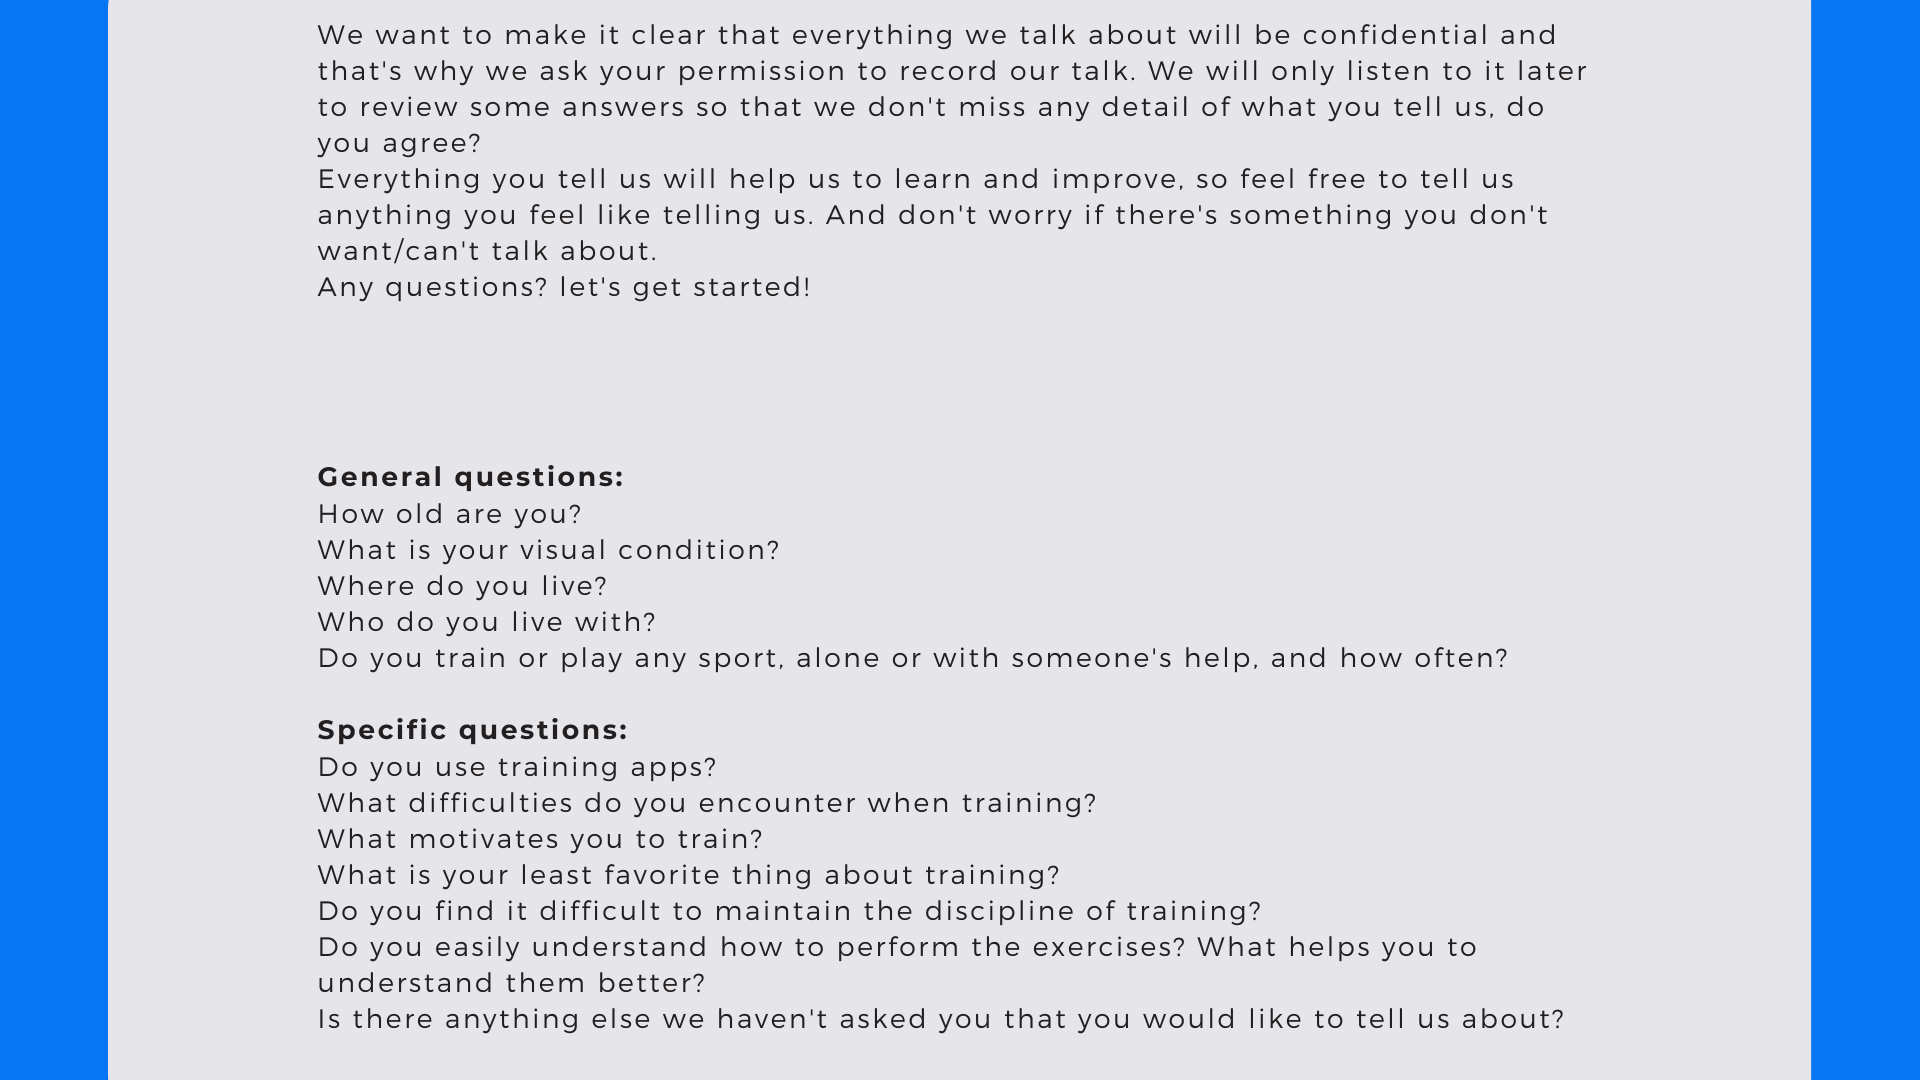 We want to make it clear that everything we talk about will be confidential and
that's why we ask your permission to record our talk. We will only listen to it later
to review some answers so that we don't miss any detail of what you tell us, do
you agree?
Everything you tell us will help us to learn and improve, so feel free to tell us
anything you feel like telling us. And don't worry if there's something you don't
want/can't talk about.
Any questions? let's get started!
General questions:
How old are you?
What is your visual condition?
Where do you live?
Who do you live with?
Do you train or play any sport, alone or with someone's help, and how often?
Specific questions:
Do you use training apps?
What difficulties do you encounter when training?
What motivates you to train?
What is your least favorite thing about training?
Do you find it difficult to maintain the discipline of training?
Do you easily understand how to perform the exercises? What helps you to
understand them better?
Is there anything else we haven't asked you that you would like to tell us about?